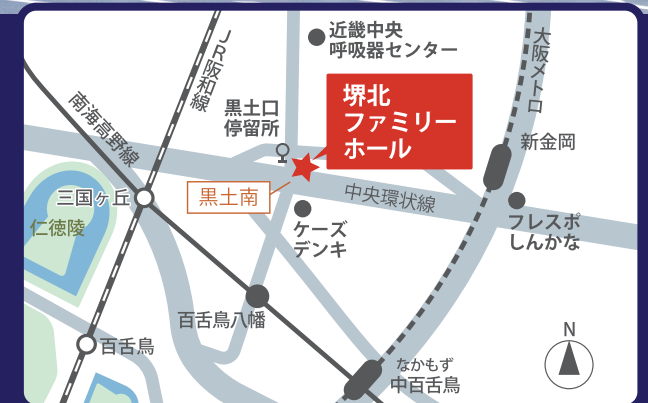 近畿中央
呼吸器センター
JR阪和線
大阪メトロ
南海高野線
黒土口
停留所
堺北
ファミリー
ホール
新金岡
三国ヶ丘
黒土南
中央環状線
仁徳陵
ケーズ
デンキ
フレスポ
しんかな
百舌鳥八幡
百舌鳥
なかもず
中百舌鳥
N